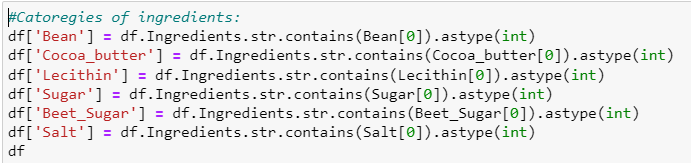 #Catoregies of ingredients:
df['Bean'] = df.Ingredients.str.contains(Bean[0]).astype(int)
df['Cocoa_butter'] = df.Ingredients.str.contains(Cocoa_butter[0]).astype(int)
df['Lecithin'] = df.Ingredients.str.contains(Lecithin[0]).astype(int)
df['Sugar'] = df.Ingredients.str.contains(Sugar[0]).astype(int)
df['Beet_Sugar'] = df.Ingredients.str.contains(Beet_Sugar[0]).astype(int)
df['Salt'] = df.Ingredients.str.contains(Salt[0]).astype(int)
df